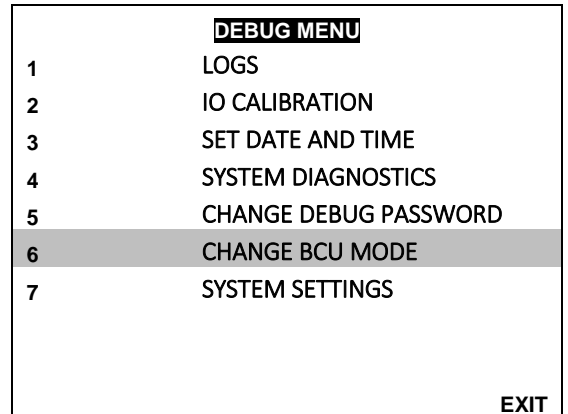 DEBUG MENU
1 LOGS
2 IO CALIBRATION
3 SET DATE AND TIME
4 SYSTEM DIAGNOSTICS
5 CHANGE DEBUG PASSWORD
6 CHANGE BCU MODE
7 SYSTEM SETTINGS
EXIT